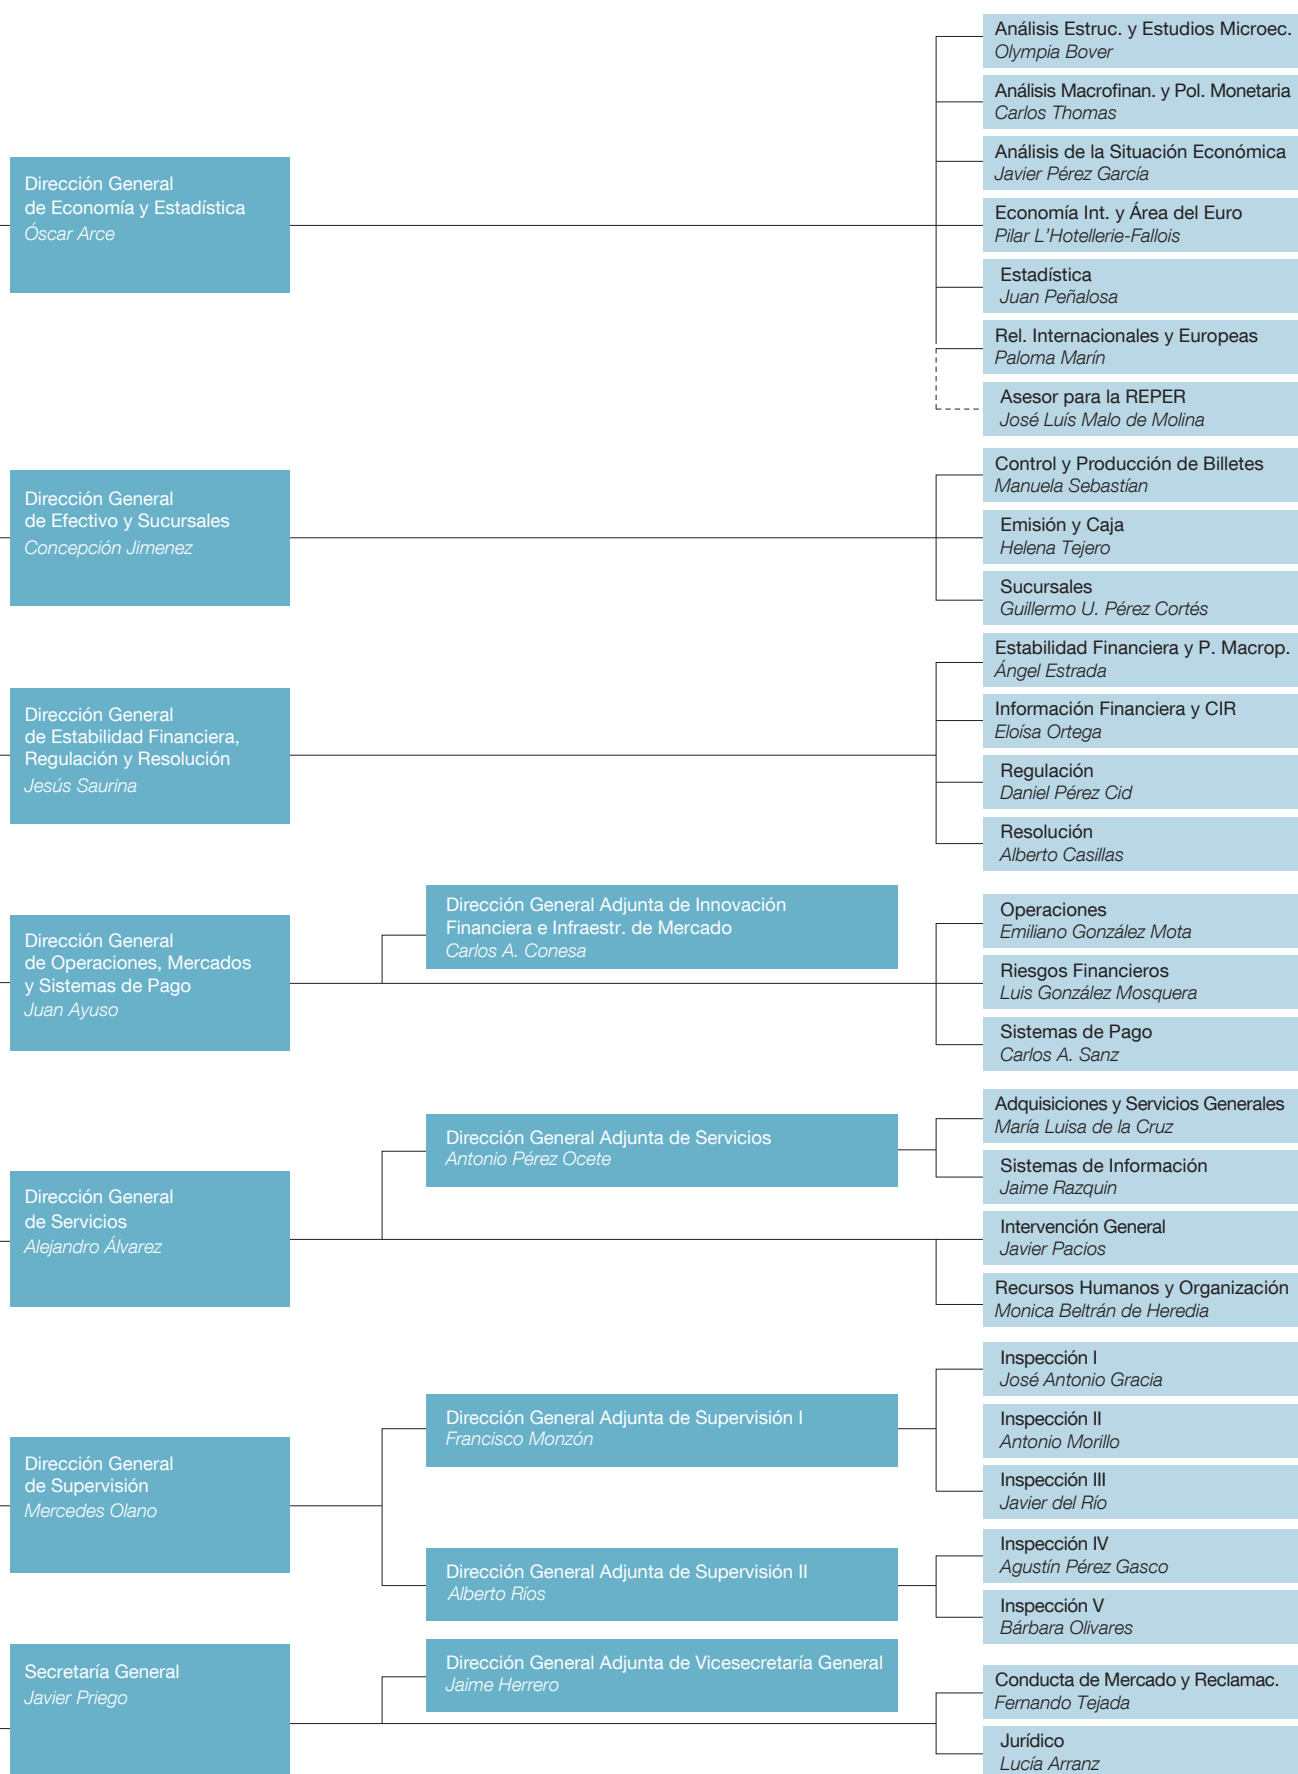 Dirección General
de Economía y Estadística
Óscar Arce
Análisis Estruc. y Estudios Microec.
Olympia Bover
Análisis Macrofinan. y Pol. Monetaria
Carlos Thomas
Análisis de la Situación Económica
Javier Pérez García
Economía Int. y Área del Euro
Pilar L'Hotellerie-Fallois
Estadística
Juan Peñalosa
Rel. Internacionales y Europeas
Paloma Marín
Asesor para la REPER
José Luís Malo de Molina
Dirección General
de Efectivo y Sucursales
Concepción Jimenez
Control y Producción de Billetes
Manuela Sebastían
Emisión y Caja
Helena Tejero
Sucursales
Guillermo U. Pérez Cortés
Dirección General
de Estabilidad Financiera,
Regulación y Resolución
Jesús Saurina
Estabilidad Financiera y P. Macrop.
Ángel Estrada
Información Financiera y CIR
Eloísa Ortega
Regulación
Daniel Pérez Cid
Resolución
Alberto Casillas
Dirección General
de Operaciones, Mercados
y Sistemas de Pago
Juan Ayuso
Dirección General Adjunta de Innovación
Financiera e Infraestr. de Mercado
Carlos A. Conesa
Operaciones
Emiliano González Mota
Riesgos Financieros
Luis González Mosquera
Sistemas de Pago
Carlos A. Sanz
Dirección General
de Servicios
Alejandro Álvarez
Dirección General Adjunta de Servicios
Antonio Pérez Ocete
Adquisiciones y Servicios Generales
María Luisa de la Cruz
Sistemas de Información
Jaime Razquin
Intervención General
Javier Pacios
Recursos Humanos y Organización
Monica Beltrán de Heredia
Dirección General
de Supervisión
Mercedes Olano
Dirección General Adjunta de Supervisión I
Francisco Monzón
Inspección I
José Antonio Gracia
Inspección II
Antonio Morillo
Inspección III
Javier del Río
Dirección General Adjunta de Supervisión II
Alberto Ríos
Inspección IV
Agustín Pérez Gasco
Inspección V
Bárbara Olivares
Secretaría General
Javier Priego
Dirección General Adjunta de Vicesecretaría General
Jaime Herrero
Conducta de Mercado y Reclamac.
Fernando Tejada
Jurídico
Lucía Arranz